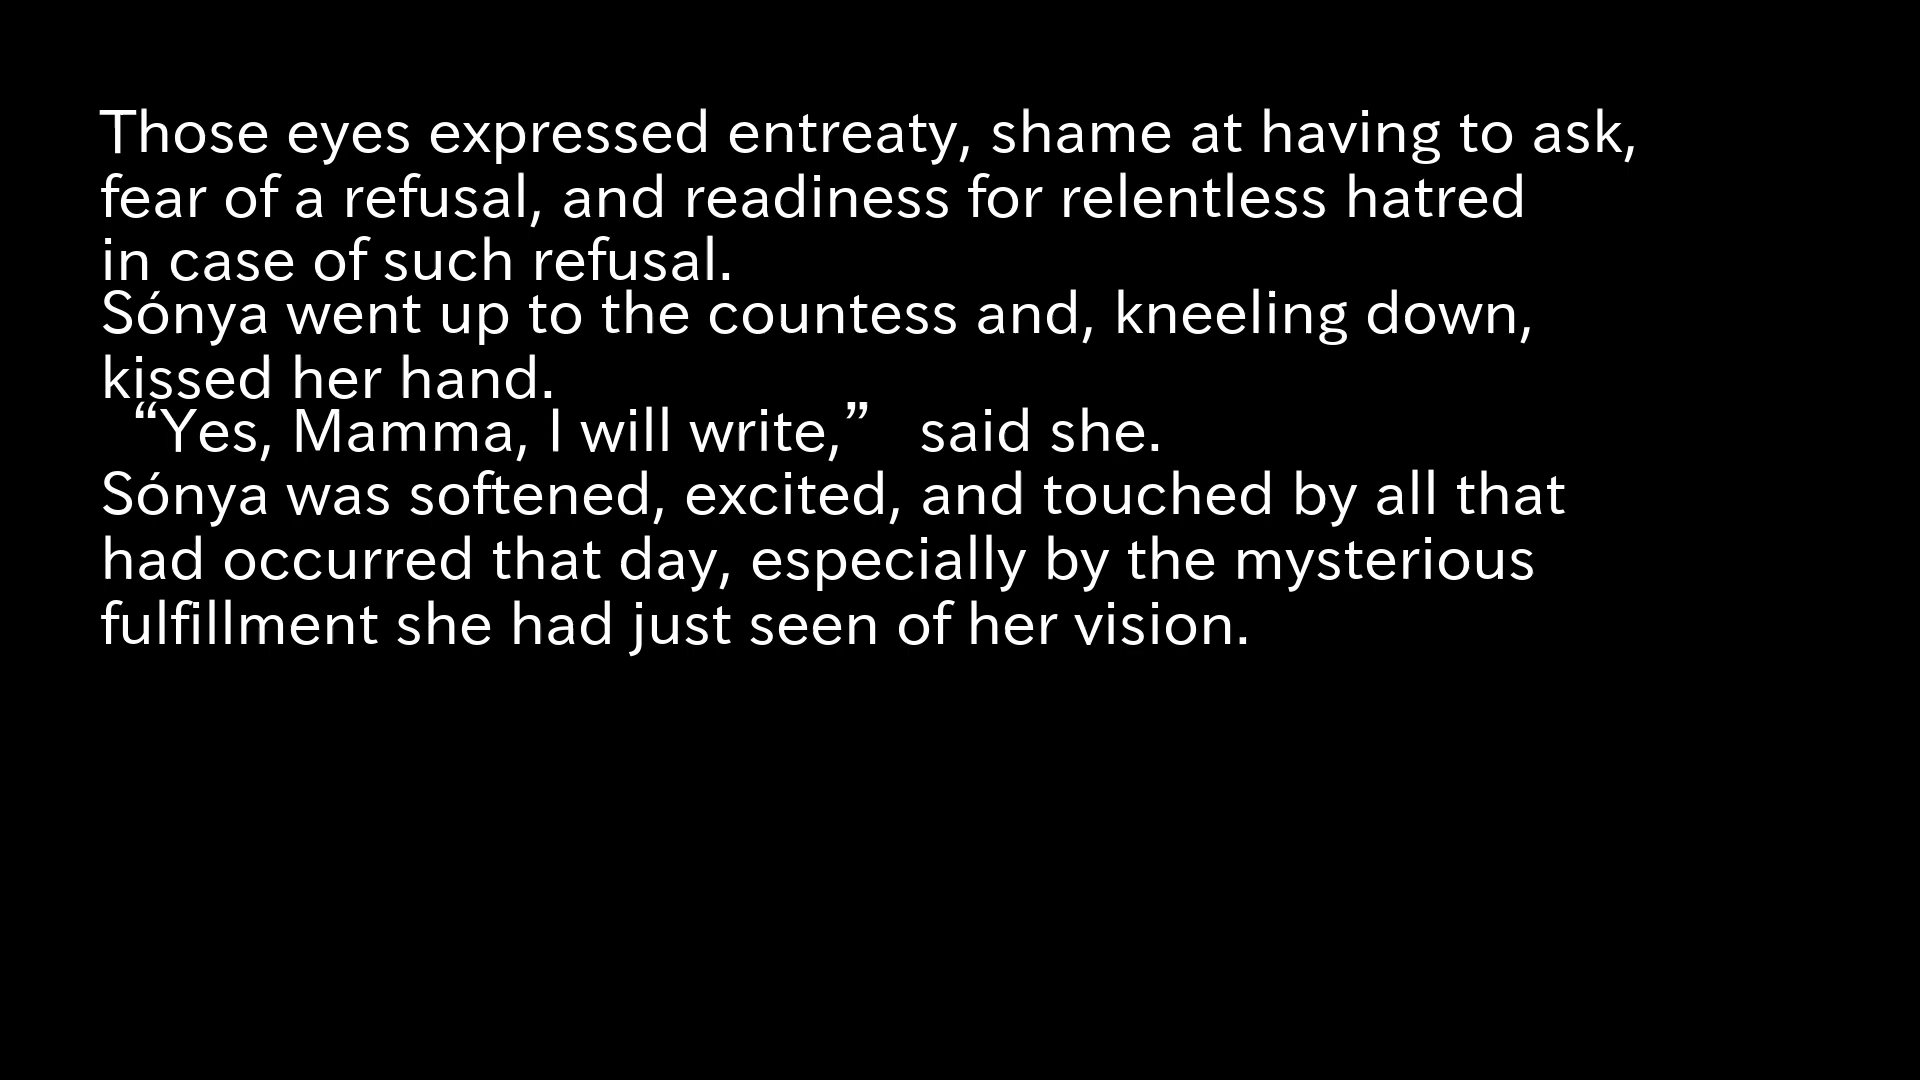 Those eyes expressed entreaty, shame at having to ask,
fear of a refusal, and readiness for relentless hatred
in case of such refusal.
Sónya went up to the countess and, kneeling down,
kissed her hand.
“Yes, Mamma, I will write,” said she.
Sónya was softened, excited, and touched by all that
had occurred that day, especially by the mysterious
fulfillment she had just seen of her vision.